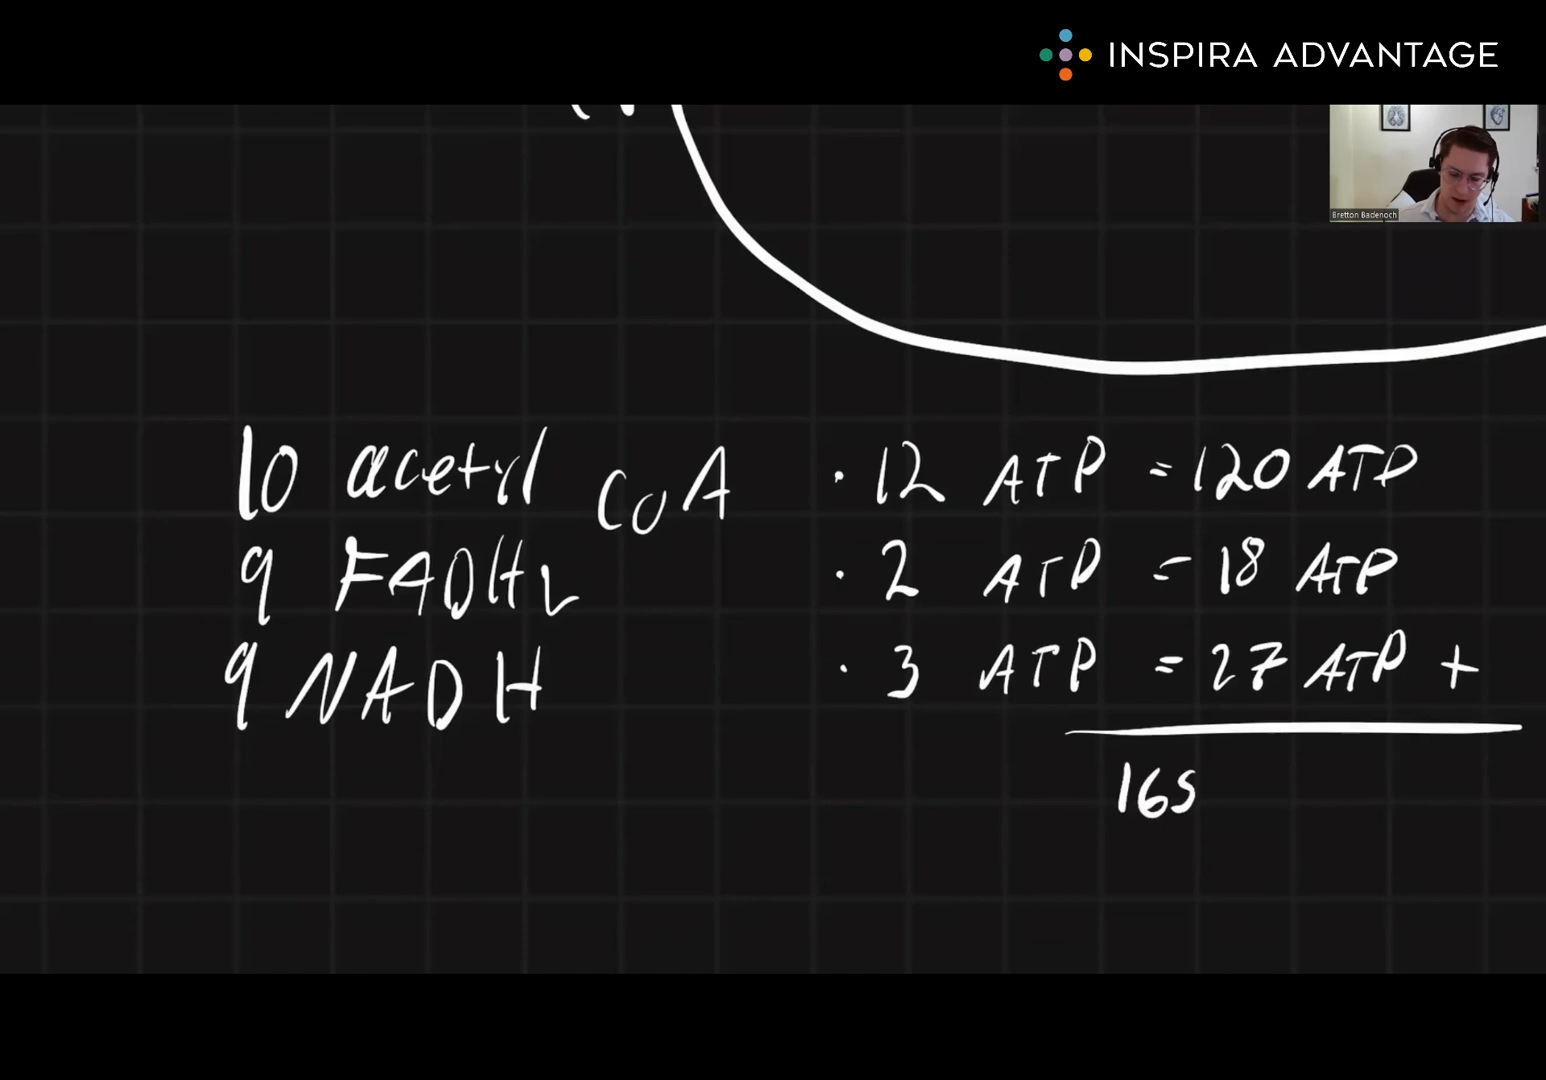 INSPIRA ADVANTAGE
Bretton Badenoch
10 acetyl CoA · 12 ATP = 120 ATP
9 FADH2 · 2 ATP = 18 ATP
9 NADH · 3 ATP = 27 ATP +
165